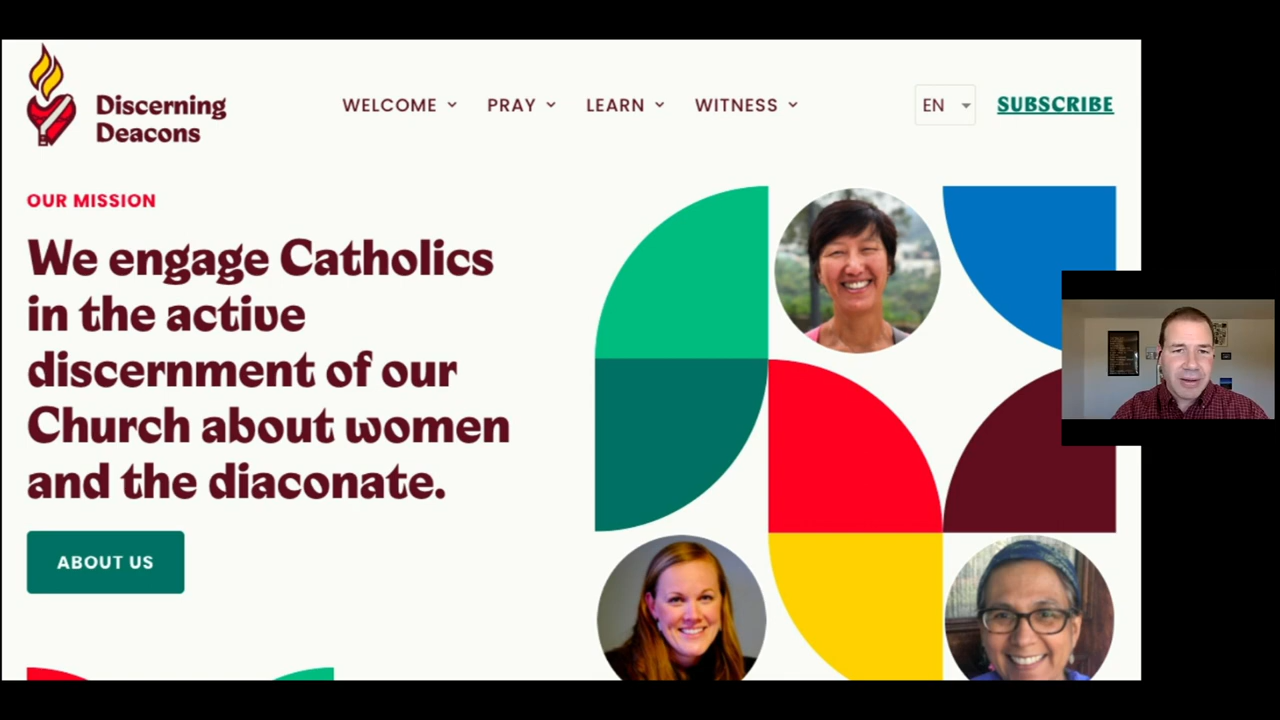 Discerning
Deacons
WELCOME
PRAY
LEARN
WITNESS
EN
SUBSCRIBE
OUR MISSION
We engage Catholics
in the active
discernment of our
Church about women
and the diaconate.
ABOUT US